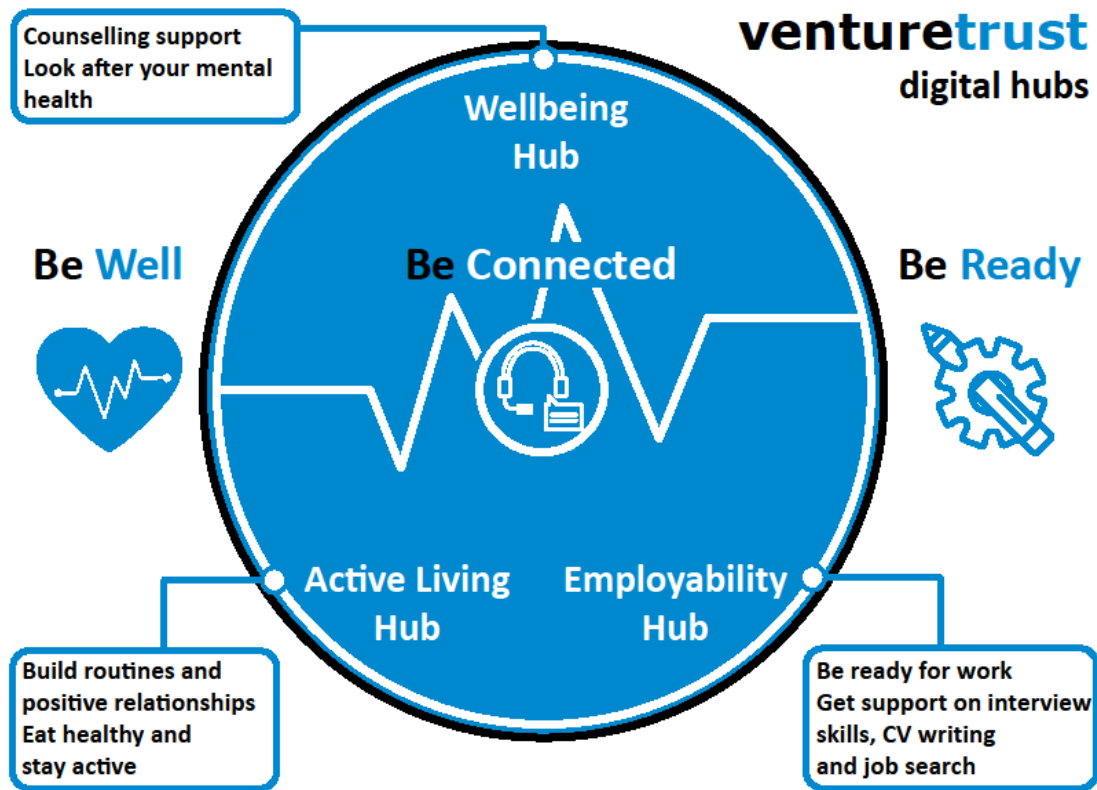 Counselling support
Look after your mental
health
venturetrust
digital hubs
Wellbeing
Hub
Be Well
Be Connected
Be Ready
Active Living
Hub
Employability
Hub
Build routines and
positive relationships
Eat healthy and
stay active
Be ready for work
Get support on interview
skills, CV writing
and job search